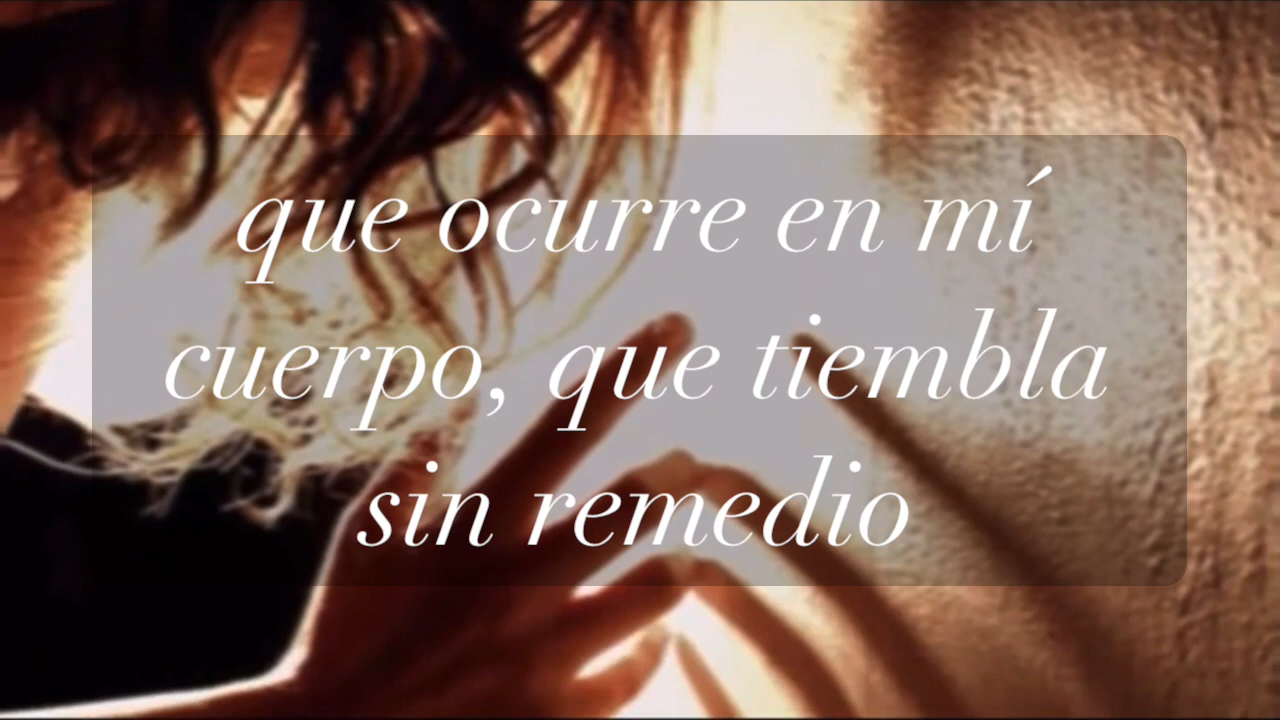 que ocurre en mí
cuerpo, que tiembla
sin remedio